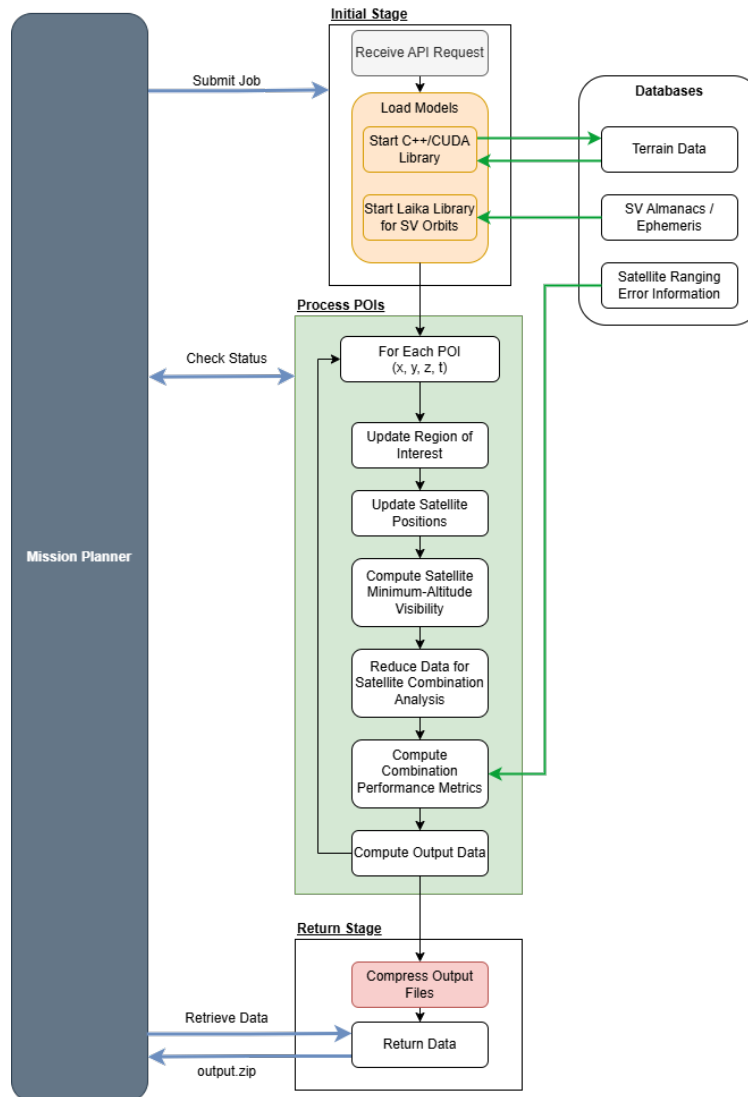 Initial Stage
Receive API Request
Submit Job
Load Models
Start C++/CUDA
Library
Start Laika Library
for SV Orbits
Databases
Terrain Data
SV Almanacs /
Ephemeris
Satellite Ranging
Error Information
Process POIs
Check Status
For Each POI
(x, y, z, t)
Update Region of
Interest
Update Satellite
Positions
Mission Planner
Compute Satellite
Minimum-Altitude
Visibility
Reduce Data for
Satellite Combination
Analysis
Compute
Combination
Performance Metrics
Compute Output Data
Return Stage
Compress Output
Files
Retrieve Data
Return Data
output.zip